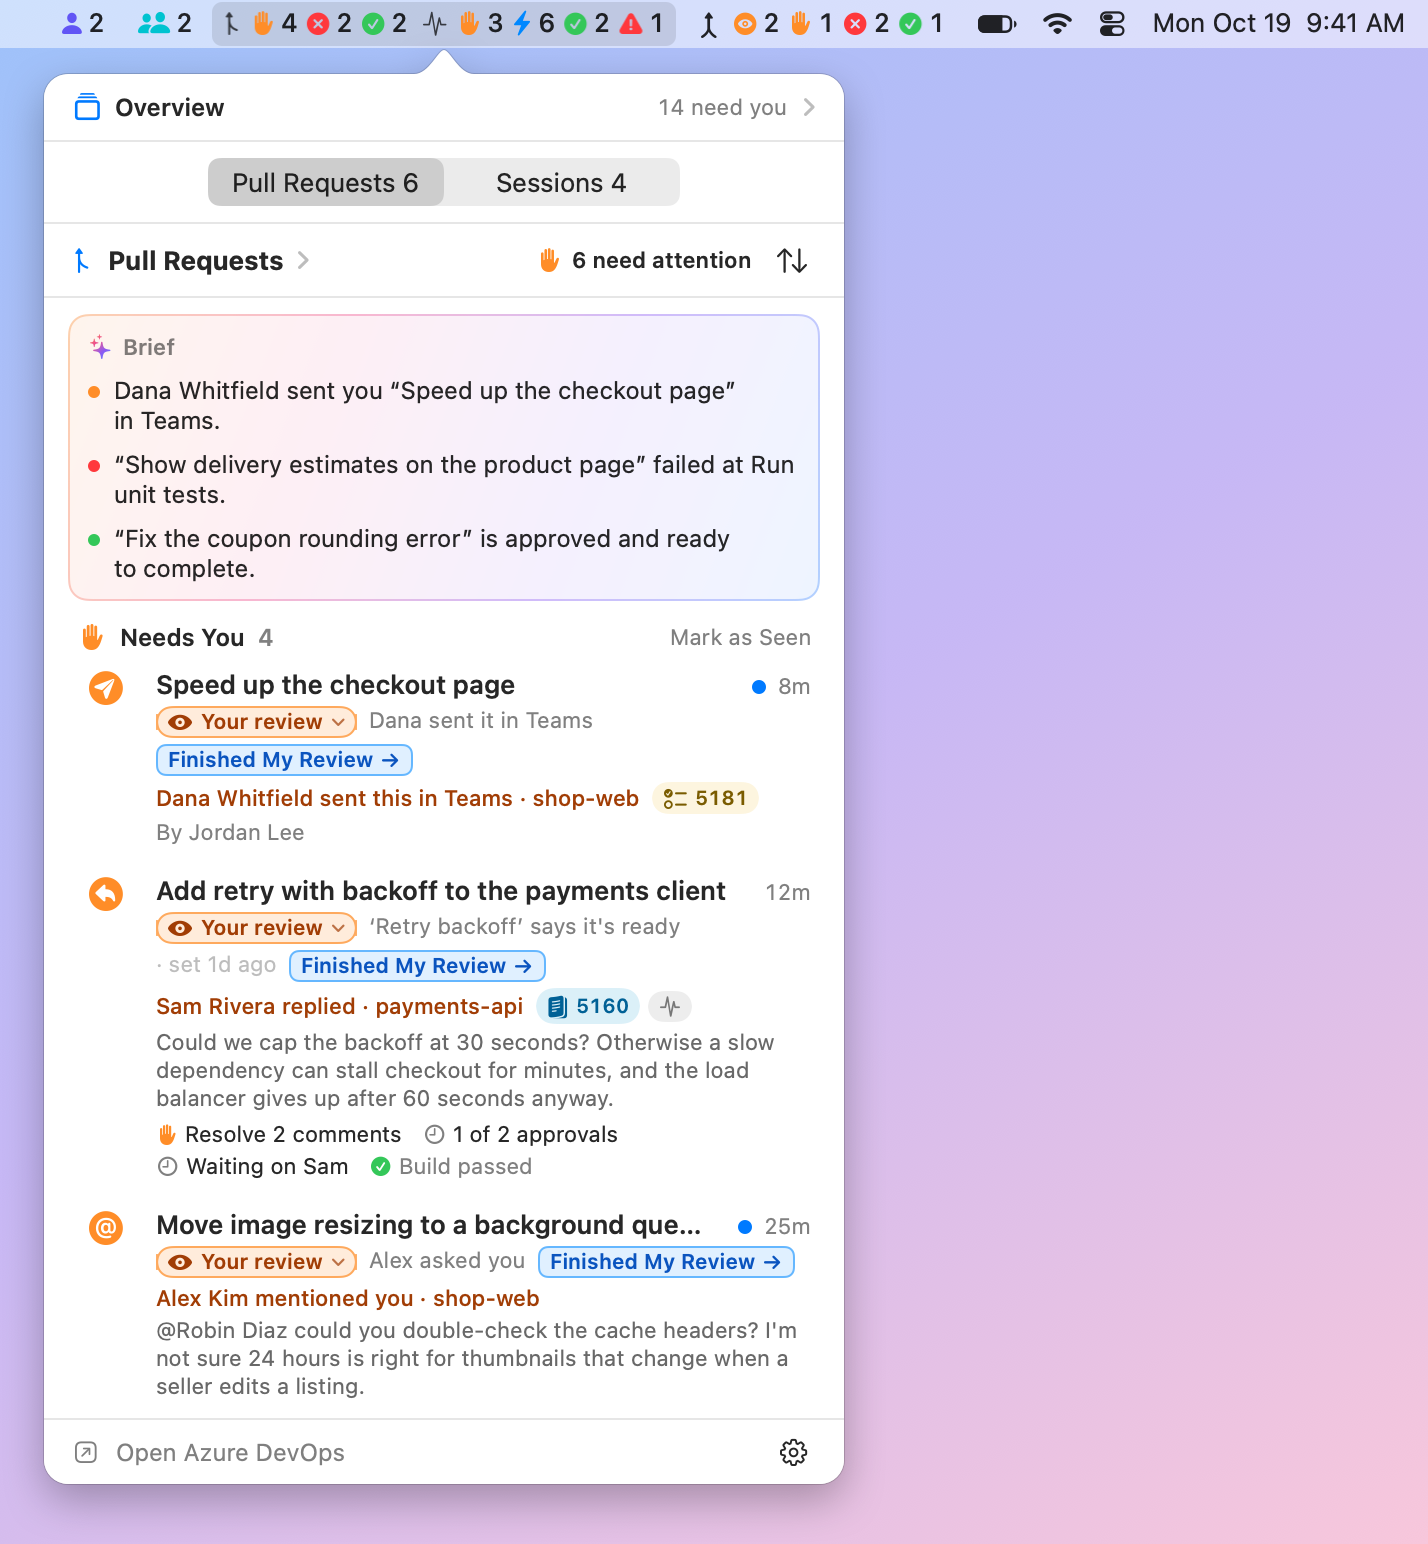 2 2 4 2 2 3 6 2 1 2 1 2 1 Mon Oct 19 9:41 AM
Overview 14 need you
Pull Requests 6 Sessions 4
Pull Requests 6 need attention
Brief
Dana Whitfield sent you “Speed up the checkout page”
in Teams.
“Show delivery estimates on the product page” failed at Run
unit tests.
“Fix the coupon rounding error” is approved and ready
to complete.
Needs You 4 Mark as Seen
Speed up the checkout page 8m
Your review Dana sent it in Teams
Finished My Review →
Dana Whitfield sent this in Teams · shop-web 5181
By Jordan Lee
Add retry with backoff to the payments client 12m
Your review ‘Retry backoff’ says it's ready
· set 1d ago Finished My Review →
Sam Rivera replied · payments-api 5160
Could we cap the backoff at 30 seconds? Otherwise a slow
dependency can stall checkout for minutes, and the load
balancer gives up after 60 seconds anyway.
Resolve 2 comments 1 of 2 approvals
Waiting on Sam Build passed
@ Move image resizing to a background que... 25m
Your review Alex asked you Finished My Review →
Alex Kim mentioned you · shop-web
@Robin Diaz could you double-check the cache headers? I'm
not sure 24 hours is right for thumbnails that change when a
seller edits a listing.
Open Azure DevOps